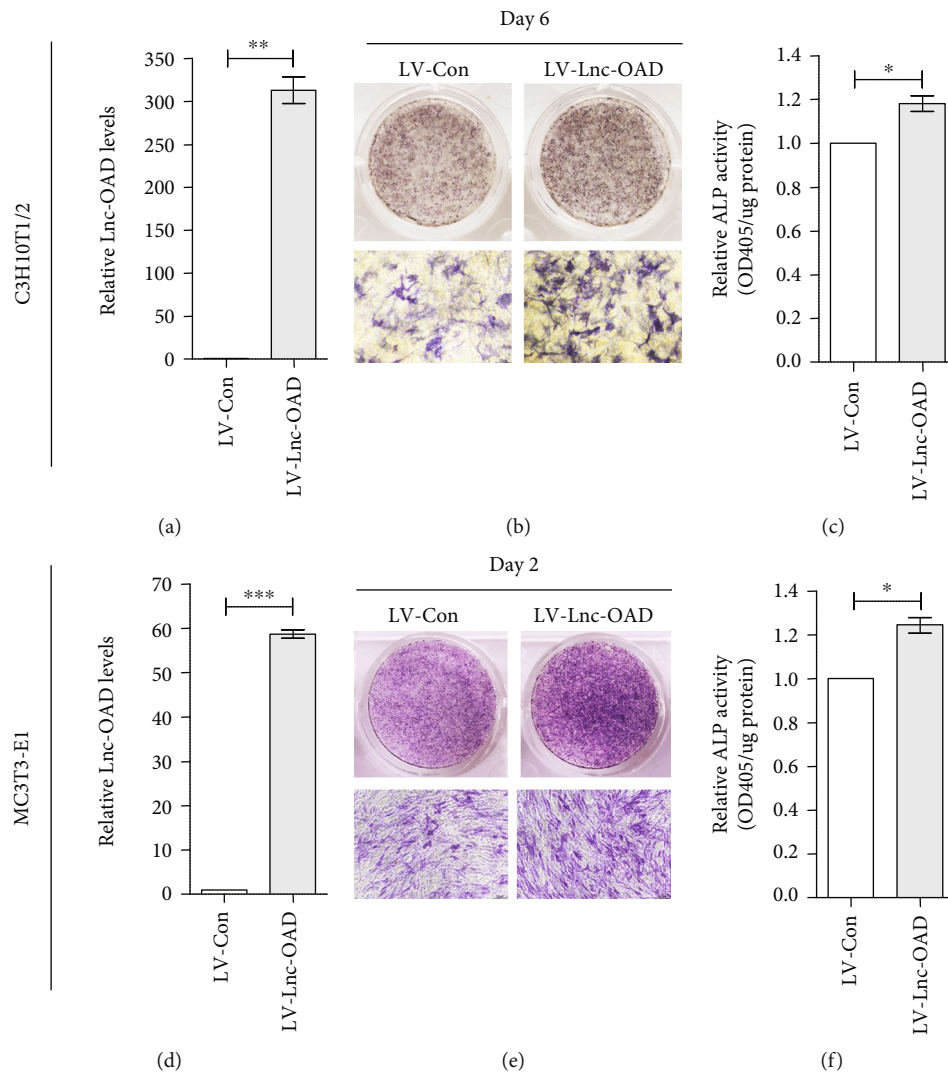 C3H10T1/2
Relative Lnc-OAD levels
350
300
250
200
150
100
50
0
**
LV-Con
LV-Lnc-OAD
(a)
Day 6
LV-Con
LV-Lnc-OAD
(b)
Relative ALP activity
(OD405/ug protein)
1.4
1.2
1.0
0.8
0.6
0.4
0.2
0.0
*
LV-Con
LV-Lnc-OAD
(c)
MC3T3-E1
Relative Lnc-OAD levels
70
60
50
40
30
20
10
0
***
LV-Con
LV-Lnc-OAD
(d)
Day 2
LV-Con
LV-Lnc-OAD
(e)
Relative ALP activity
(OD405/ug protein)
1.4
1.2
1.0
0.8
0.6
0.4
0.2
0.0
*
LV-Con
LV-Lnc-OAD
(f)